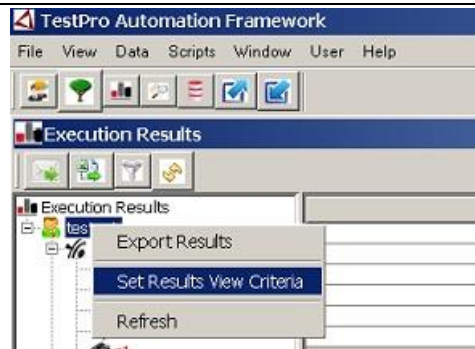 TestPro Automation Framework
File View Data Scripts Window User Help
Execution Results
Execution Results
tes
Export Results
Set Results View Criteria
Refresh